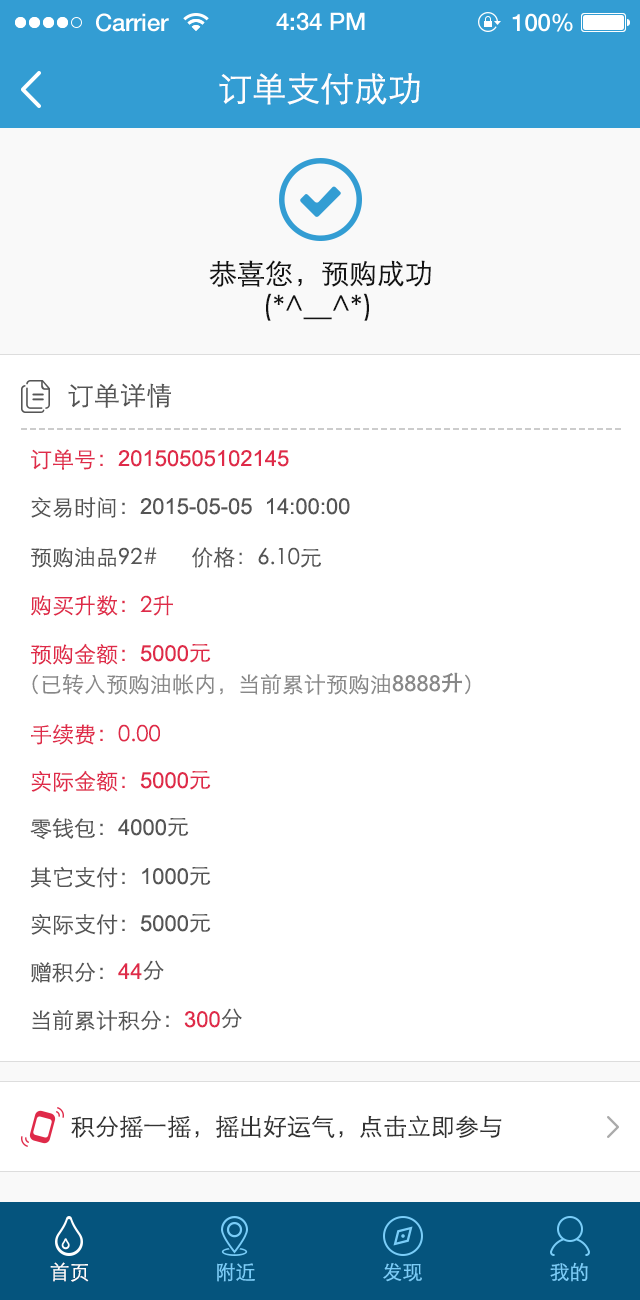 Carrier 4:34 PM 100%
订单支付成功
恭喜您，预购成功
(*^__^*)
订单详情
订单号：20150505102145
交易时间：2015-05-05 14:00:00
预购油品92# 价格：6.10元
购买升数：2升
预购金额：5000元
（已转入预购油帐内，当前累计预购油8888升）
手续费：0.00
实际金额：5000元
零钱包：4000元
其它支付：1000元
实际支付：5000元
赠积分：44分
当前累计积分：300分
积分摇一摇，摇出好运气，点击立即参与
首页 附近 发现 我的